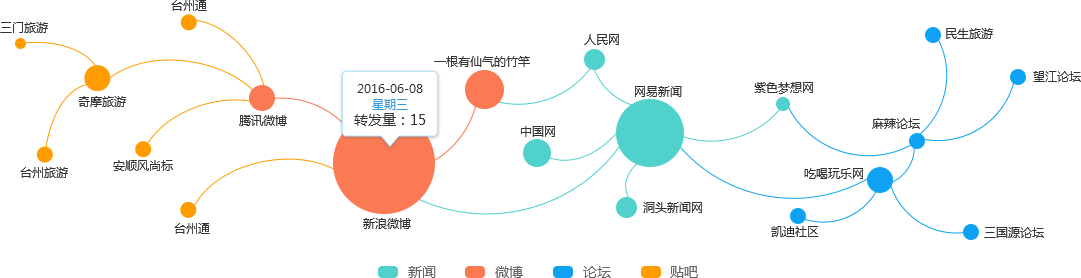 台州通
三门旅游
奇摩旅游
台州旅游
安顺风尚标
腾讯微博
台州通
2016-06-08
星期三
转发量：15
新浪微博
一根有仙气的竹竿
人民网
中国网
网易新闻
洞头新闻网
紫色梦想网
民生旅游
望江论坛
麻辣论坛
吃喝玩乐网
凯迪社区
三国源论坛
新闻
微博
论坛
贴吧